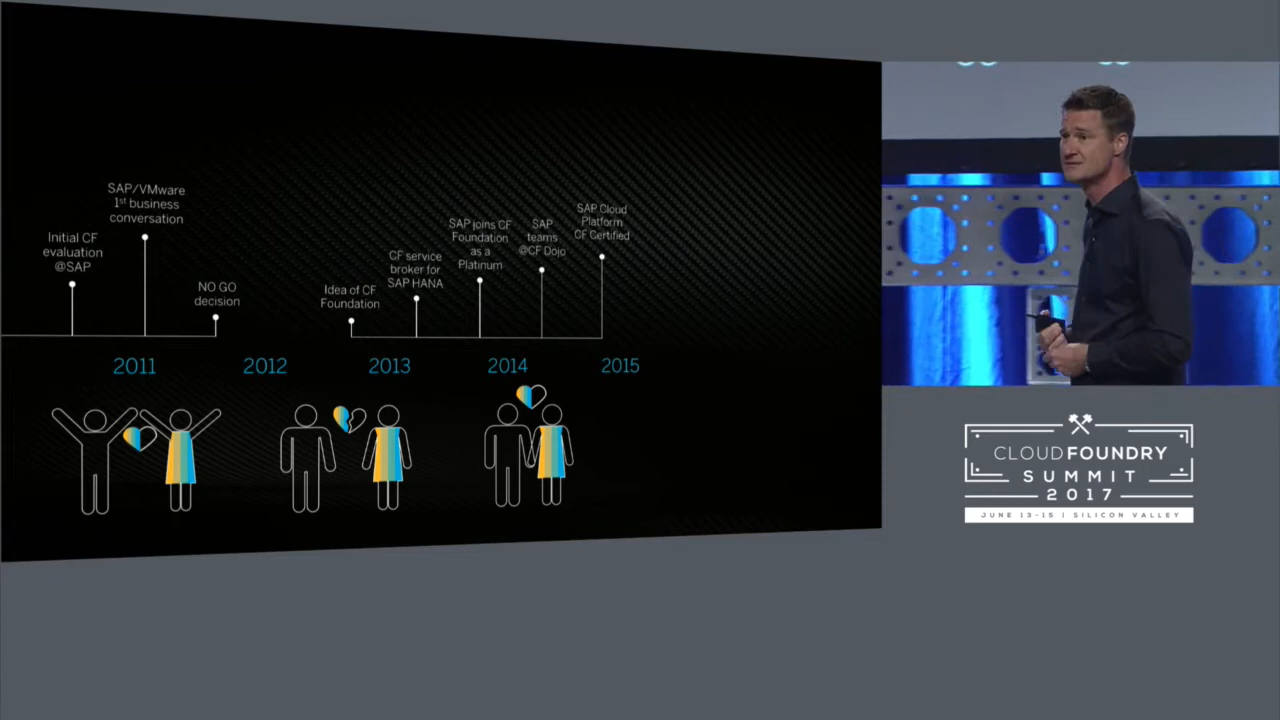 SAP/VMware
1st business
conversation
Initial CF
evaluation
@SAP
NO GO
decision
Idea of CF
Foundation
CF service
broker for
SAP HANA
SAP joins CF
Foundation
as a
Platinum
SAP
teams
@CF Dojo
SAP Cloud
Platform
CF Certified
2011
2012
2013
2014
2015
CLOUDFOUNDRY
SUMMIT
2017
JUNE 13-15 | SILICON VALLEY